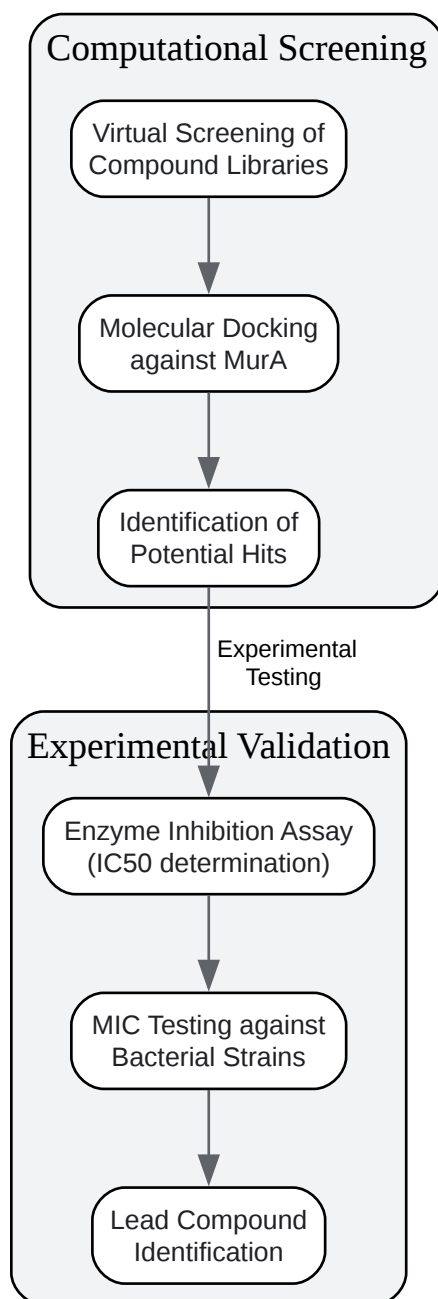 Computational Screening
Virtual Screening of
Compound Libraries
Molecular Docking
against MurA
Identification of
Potential Hits
Experimental
Testing
Experimental Validation
Enzyme Inhibition Assay
(IC50 determination)
MIC Testing against
Bacterial Strains
Lead Compound
Identification